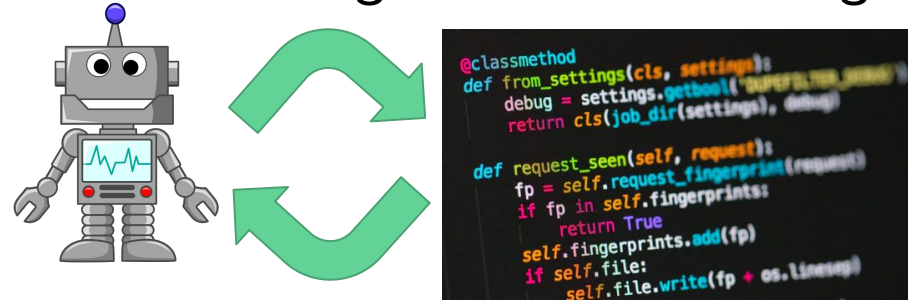 @classmethod
def from_settings(cls, settings):
debug = settings.getbool('DUPEFILTER_DEBUG')
return cls(job_dir(settings), debug)
def request_seen(self, request):
fp = self.request_fingerprint(request)
if fp in self.fingerprints:
return True
self.fingerprints.add(fp)
if self.file:
self.file.write(fp + os.linesep)